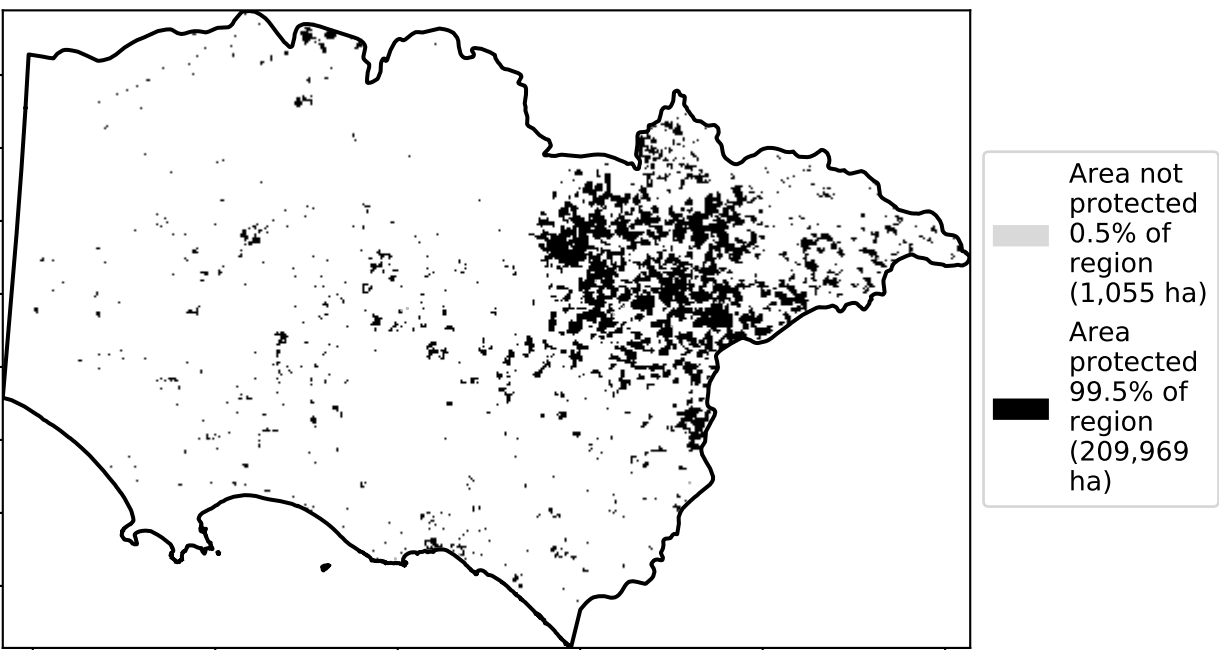 Area not
protected
0.5% of
region
(1,055 ha)
Area
protected
99.5% of
region
(209,969
ha)